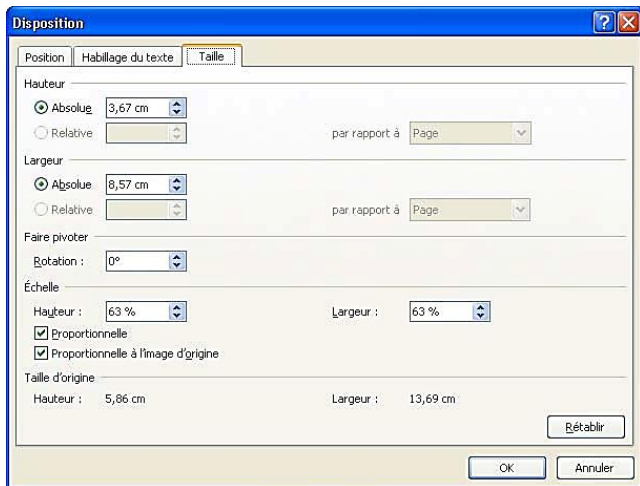 Disposition
Position Habillage du texte Taille
Hauteur
Absolue 3,67 cm
Relative par rapport à Page
Largeur
Absolue 8,57 cm
Relative par rapport à Page
Faire pivoter
Rotation : 0°
Échelle
Hauteur : 63 % Largeur : 63 %
Proportionnelle
Proportionnelle à l'image d'origine
Taille d'origine
Hauteur : 5,86 cm Largeur : 13,69 cm
Rétablir
OK Annuler